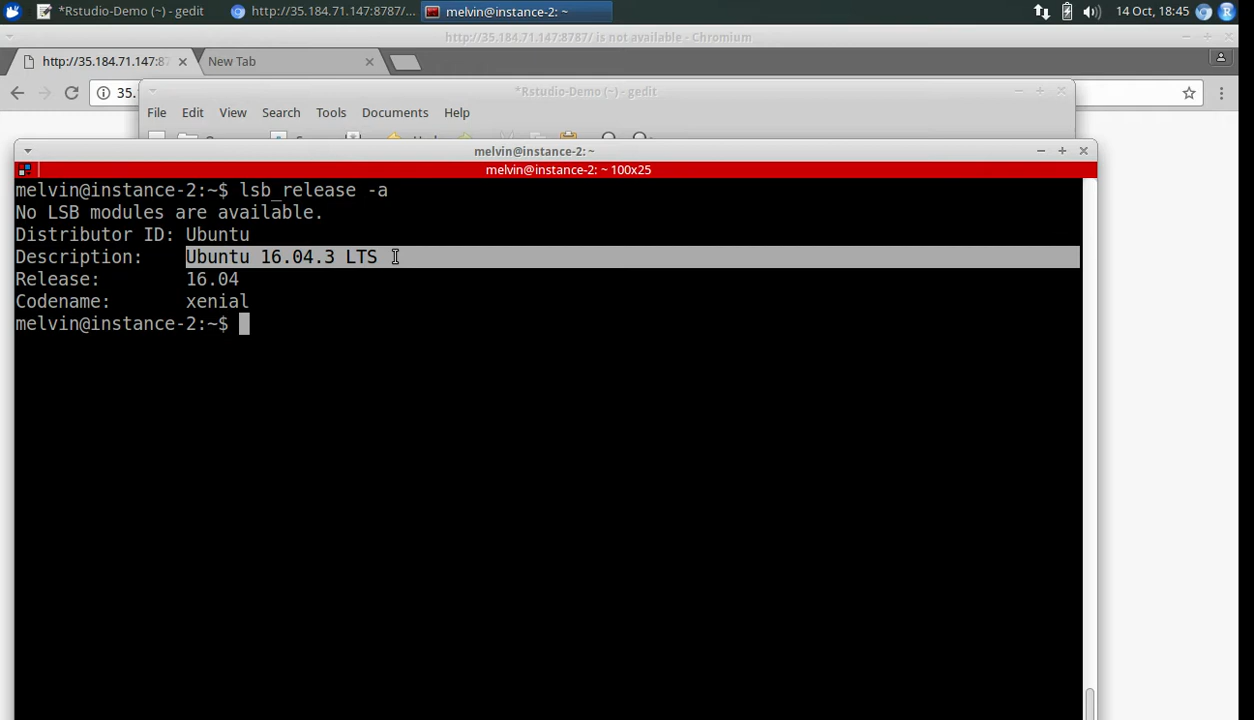 *Rstudio-Demo (~) - gedit
http://35.184.71.147:8787/...
melvin@instance-2: ~
14 Oct, 18:45
http://35.184.71.147:8787/ is not available - Chromium
http://35.184.71.147:87
New Tab
35.
*Rstudio-Demo (~) - gedit
File Edit View Search Tools Documents Help
melvin@instance-2: ~
melvin@instance-2: ~ 100x25
melvin@instance-2:~$ lsb_release -a
No LSB modules are available.
Distributor ID: Ubuntu
Description: Ubuntu 16.04.3 LTS
Release: 16.04
Codename: xenial
melvin@instance-2:~$